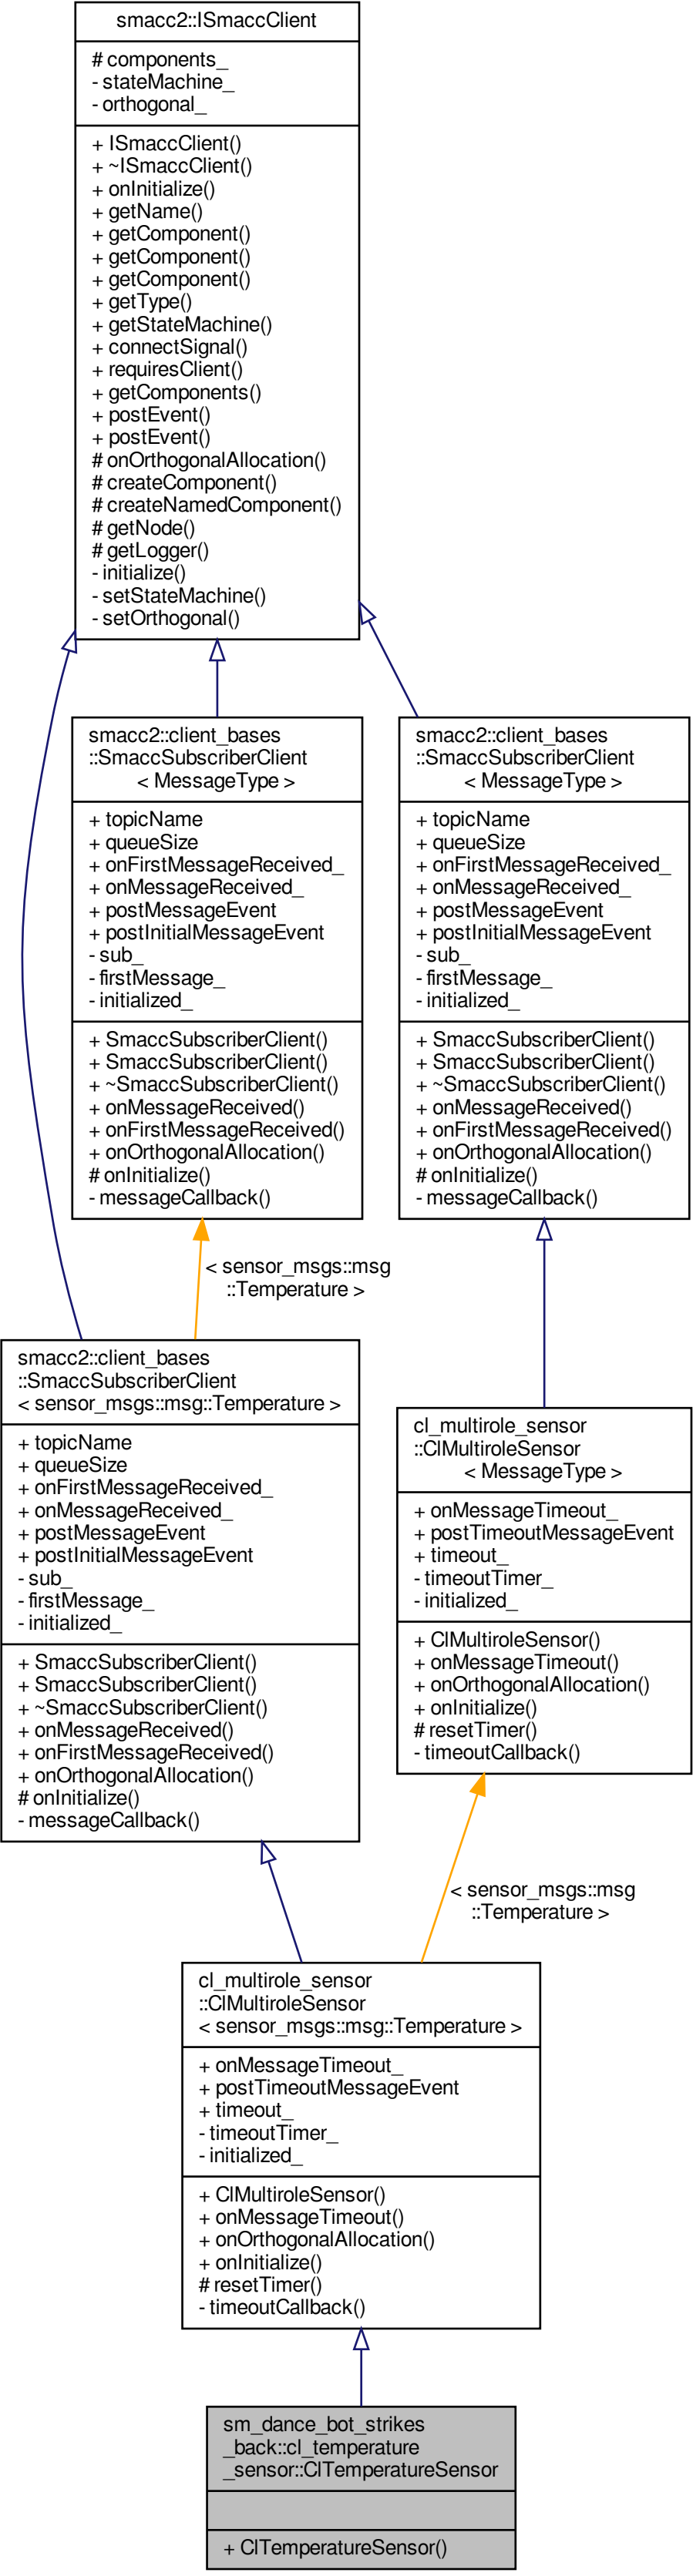 smacc2::ISmaccClient
# components_
- stateMachine_
- orthogonal_
+ ISmaccClient()
+ ~ISmaccClient()
+ onInitialize()
+ getName()
+ getComponent()
+ getComponent()
+ getComponent()
+ getType()
+ getStateMachine()
+ connectSignal()
+ requiresClient()
+ getComponents()
+ postEvent()
+ postEvent()
# onOrthogonalAllocation()
# createComponent()
# createNamedComponent()
# getNode()
# getLogger()
- initialize()
- setStateMachine()
- setOrthogonal()
smacc2::client_bases
::SmaccSubscriberClient
< MessageType >
+ topicName
+ queueSize
+ onFirstMessageReceived_
+ onMessageReceived_
+ postMessageEvent
+ postInitialMessageEvent
- sub_
- firstMessage_
- initialized_
+ SmaccSubscriberClient()
+ SmaccSubscriberClient()
+ ~SmaccSubscriberClient()
+ onMessageReceived()
+ onFirstMessageReceived()
+ onOrthogonalAllocation()
# onInitialize()
- messageCallback()
smacc2::client_bases
::SmaccSubscriberClient
< MessageType >
+ topicName
+ queueSize
+ onFirstMessageReceived_
+ onMessageReceived_
+ postMessageEvent
+ postInitialMessageEvent
- sub_
- firstMessage_
- initialized_
+ SmaccSubscriberClient()
+ SmaccSubscriberClient()
+ ~SmaccSubscriberClient()
+ onMessageReceived()
+ onFirstMessageReceived()
+ onOrthogonalAllocation()
# onInitialize()
- messageCallback()
< sensor_msgs::msg
::Temperature >
smacc2::client_bases
::SmaccSubscriberClient
< sensor_msgs::msg::Temperature >
+ topicName
+ queueSize
+ onFirstMessageReceived_
+ onMessageReceived_
+ postMessageEvent
+ postInitialMessageEvent
- sub_
- firstMessage_
- initialized_
+ SmaccSubscriberClient()
+ SmaccSubscriberClient()
+ ~SmaccSubscriberClient()
+ onMessageReceived()
+ onFirstMessageReceived()
+ onOrthogonalAllocation()
# onInitialize()
- messageCallback()
cl_multirole_sensor
::ClMultiroleSensor
< MessageType >
+ onMessageTimeout_
+ postTimeoutMessageEvent
+ timeout_
- timeoutTimer_
- initialized_
+ ClMultiroleSensor()
+ onMessageTimeout()
+ onOrthogonalAllocation()
+ onInitialize()
# resetTimer()
- timeoutCallback()
< sensor_msgs::msg
::Temperature >
cl_multirole_sensor
::ClMultiroleSensor
< sensor_msgs::msg::Temperature >
+ onMessageTimeout_
+ postTimeoutMessageEvent
+ timeout_
- timeoutTimer_
- initialized_
+ ClMultiroleSensor()
+ onMessageTimeout()
+ onOrthogonalAllocation()
+ onInitialize()
# resetTimer()
- timeoutCallback()
sm_dance_bot_strikes
_back::cl_temperature
_sensor::ClTemperatureSensor
+ ClTemperatureSensor()